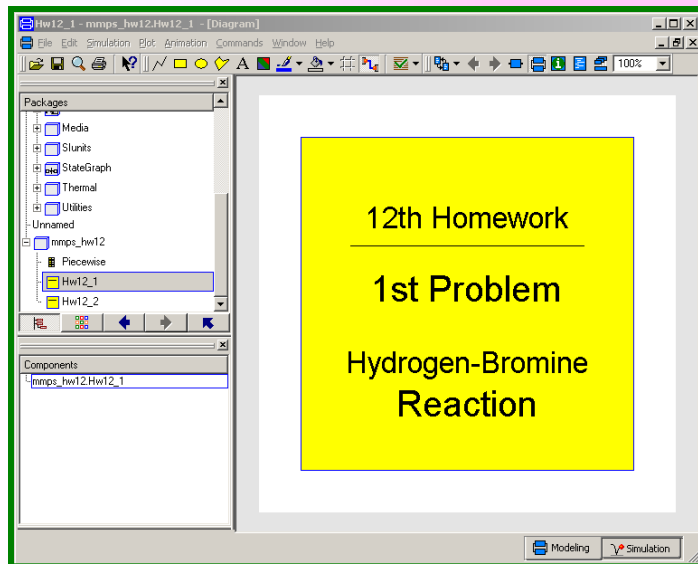 Hw12_1 - mmps_hw12.Hw12_1 - [Diagram]
File Edit Simulation Plot Animation Commands Window Help
100%
Packages
Media
SIunits
StateGraph
Thermal
Utilities
Unnamed
mmps_hw12
Piecewise
Hw12_1
Hw12_2
Components
mmps_hw12.Hw12_1
12th Homework
1st Problem
Hydrogen-Bromine
Reaction
Modeling Simulation